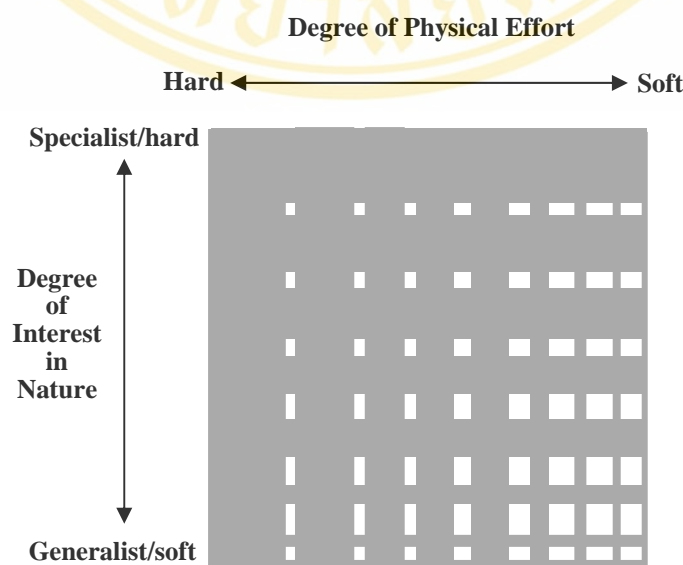 Degree of Physical Effort
Hard
Soft
Specialist/hard
Degree
of
Interest
in
Nature
Generalist/soft